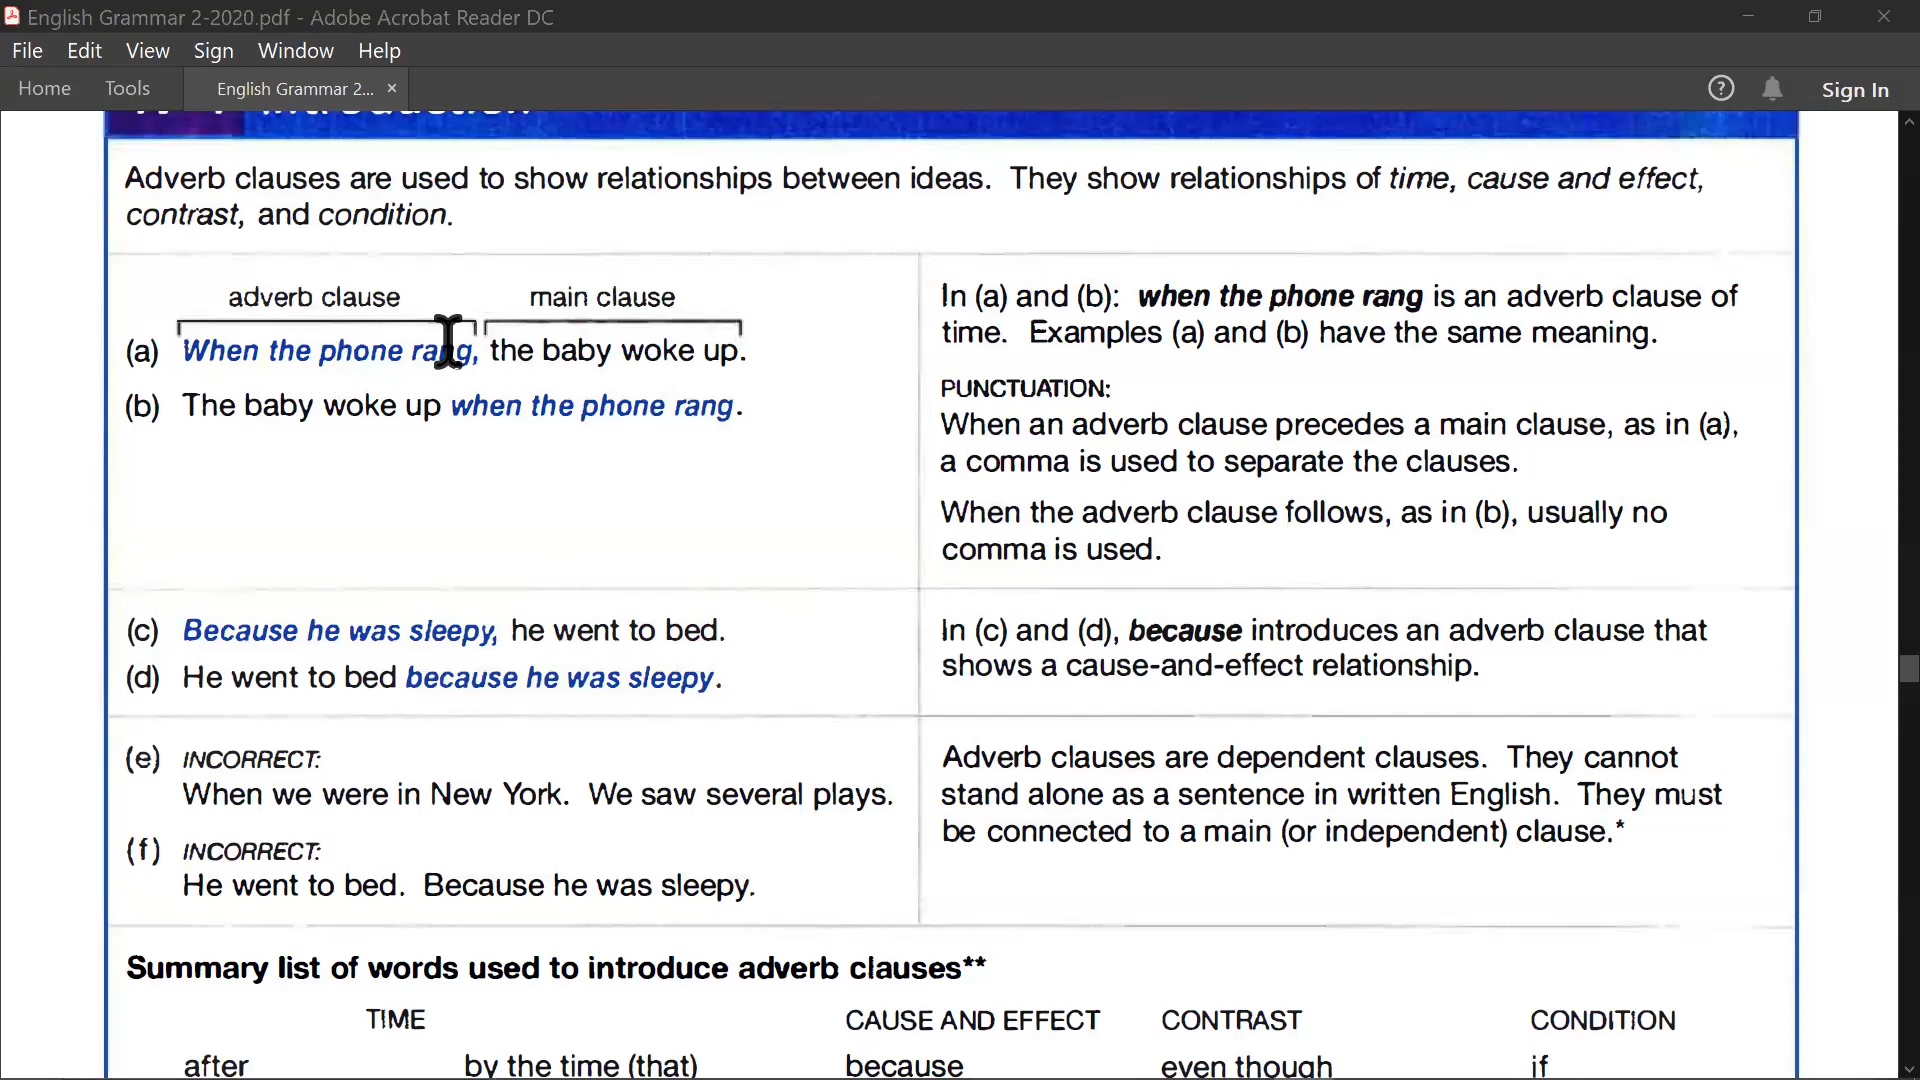 English Grammar 2-2020.pdf - Adobe Acrobat Reader DC
File Edit View Sign Window Help
Home Tools English Grammar 2... × Sign In
Introduction
Adverb clauses are used to show relationships between ideas. They show relationships of time, cause and effect,
contrast, and condition.
adverb clause main clause
(a) When the phone rang, the baby woke up.
(b) The baby woke up when the phone rang.
In (a) and (b): when the phone rang is an adverb clause of
time. Examples (a) and (b) have the same meaning.
PUNCTUATION:
When an adverb clause precedes a main clause, as in (a),
a comma is used to separate the clauses.
When the adverb clause follows, as in (b), usually no
comma is used.
(c) Because he was sleepy, he went to bed.
(d) He went to bed because he was sleepy.
In (c) and (d), because introduces an adverb clause that
shows a cause-and-effect relationship.
(e) INCORRECT:
When we were in New York. We saw several plays.
(f) INCORRECT:
He went to bed. Because he was sleepy.
Adverb clauses are dependent clauses. They cannot
stand alone as a sentence in written English. They must
be connected to a main (or independent) clause.*
Summary list of words used to introduce adverb clauses**
TIME CAUSE AND EFFECT CONTRAST CONDITION
after by the time (that) because even though if